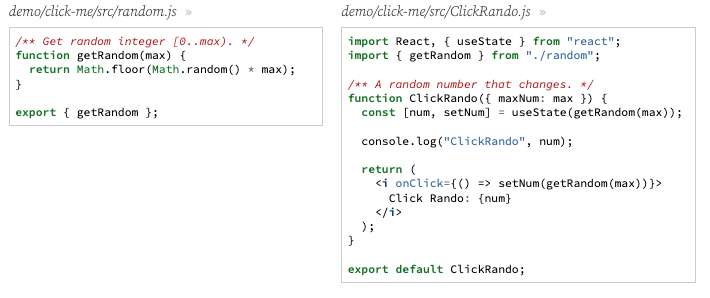 demo/click-me/src/random.js »
/** Get random integer [0..max). */
function getRandom(max) {
  return Math.floor(Math.random() * max);
}

export { getRandom };
demo/click-me/src/ClickRando.js »
import React, { useState } from "react";
import { getRandom } from "./random";

/** A random number that changes. */
function ClickRando({ maxNum: max }) {
  const [num, setNum] = useState(getRandom(max));

  console.log("ClickRando", num);

  return (
    <i onClick={() => setNum(getRandom(max))}>
      Click Rando: {num}
    </i>
  );
}

export default ClickRando;